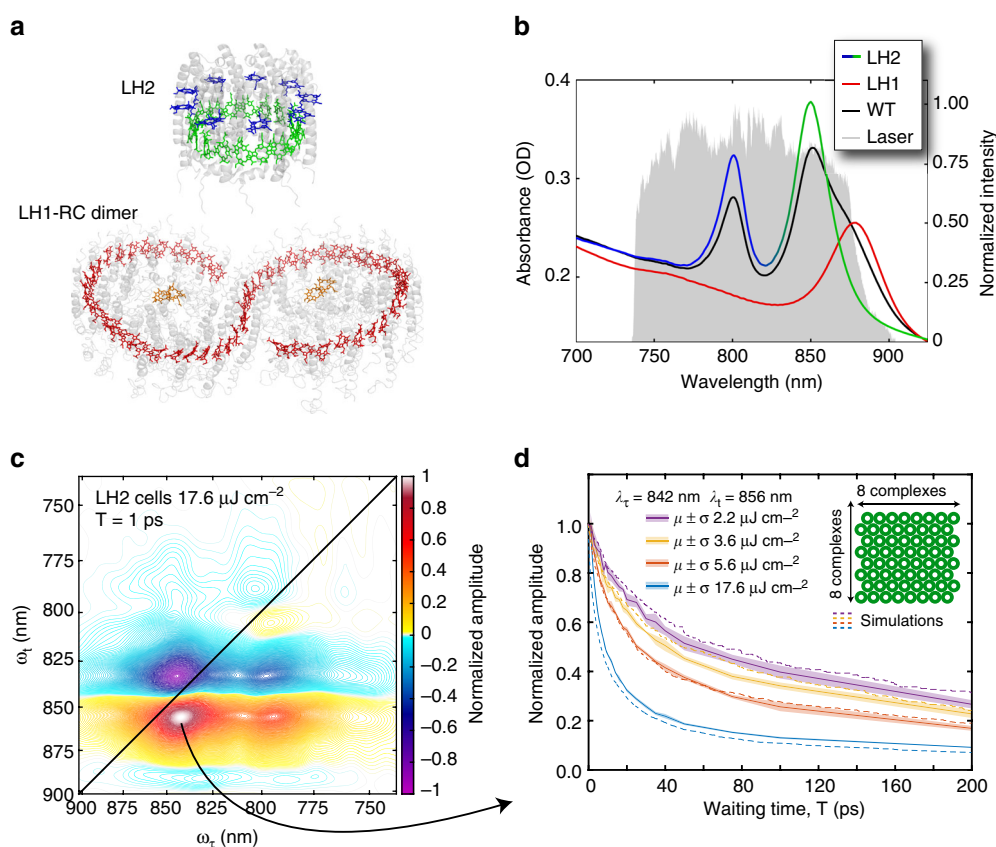 a
LH2
LH1-RC dimer
b
LH2
LH1
WT
Laser
0.4
0.3
0.2
Absorbance (OD)
1.00
0.75
0.50
0.25
0
Normalized intensity
700
750
800
850
900
Wavelength (nm)
c
LH2 cells 17.6 μJ cm–2
T = 1 ps
750
775
800
825
850
875
900
ωt (nm)
900
875
850
825
800
775
750
ωτ (nm)
1
0.8
0.6
0.4
0.2
0
−0.2
−0.4
−0.6
−0.8
−1
Normalized amplitude
d
λτ = 842 nm λt = 856 nm
μ ± σ 2.2 μJ cm–2
μ ± σ 3.6 μJ cm–2
μ ± σ 5.6 μJ cm–2
μ ± σ 17.6 μJ cm–2
8 complexes
8 complexes
Simulations
1.0
0.8
0.6
0.4
0.2
0.0
Normalized amplitude
0
40
80
120
160
200
Waiting time, T (ps)